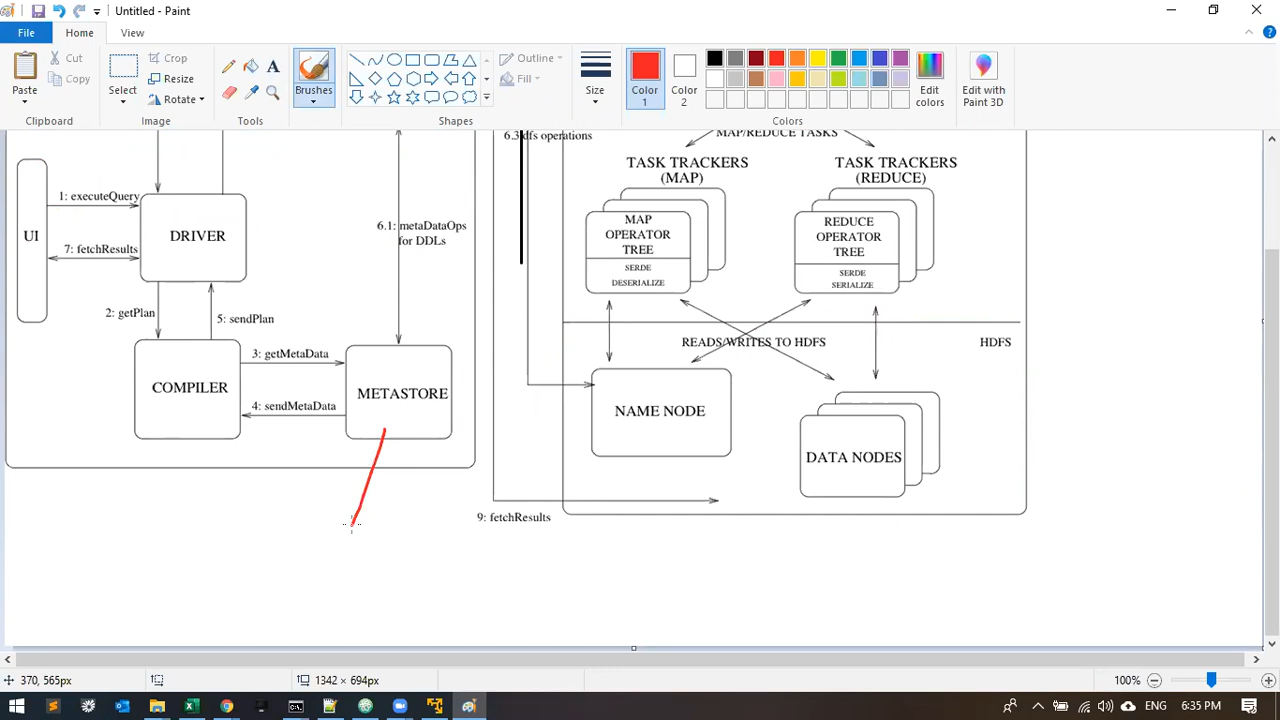 Untitled - Paint
File
Home
View
Paste
Cut
Copy
Clipboard
Select
Crop
Resize
Rotate
Image
Tools
Brushes
Shapes
Outline
Fill
Size
Color
1
Color
2
Edit
colors
Edit with
Paint 3D
Colors
6.3 dfs operations
MAP/REDUCE TASKS
TASK TRACKERS
(MAP)
TASK TRACKERS
(REDUCE)
UI
1: executeQuery
7: fetchResults
DRIVER
6.1: metaDataOps
for DDLs
MAP
OPERATOR
TREE
SERDE
DESERIALIZE
REDUCE
OPERATOR
TREE
SERDE
SERIALIZE
2: getPlan
5: sendPlan
3: getMetaData
READS/WRITES TO HDFS
HDFS
COMPILER
METASTORE
4: sendMetaData
NAME NODE
DATA NODES
9: fetchResults
370, 565px
1342 × 694px
100%
ENG
6:35 PM